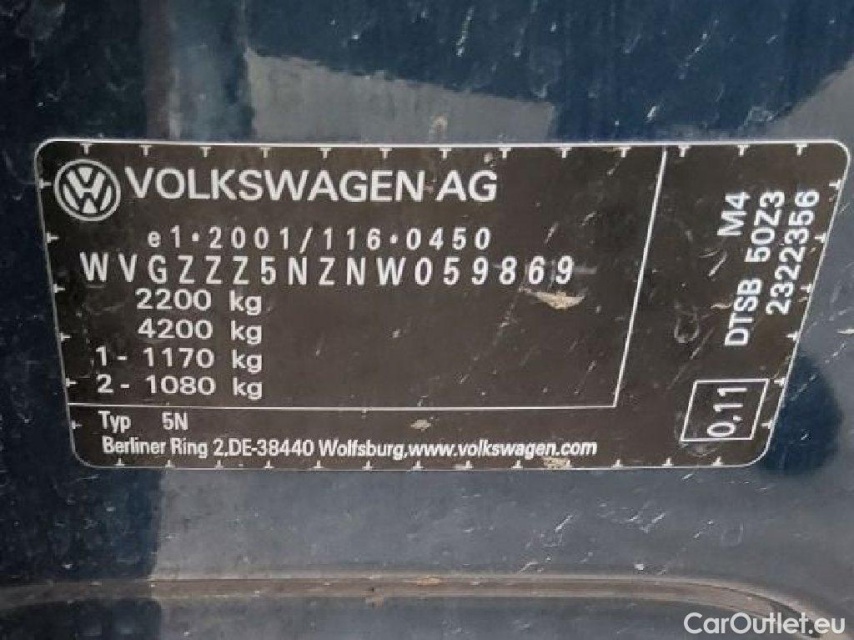 VOLKSWAGEN AG
e1*2001/116*0450
WVGZZZ5NZNW059869
2200 kg
4200 kg
1 - 1170 kg
2 - 1080 kg
Typ 5N
Berliner Ring 2,DE-38440 Wolfsburg,www.volkswagen.com
M4
DTSB 50Z3
2322356
0,11
CarOutlet.eu